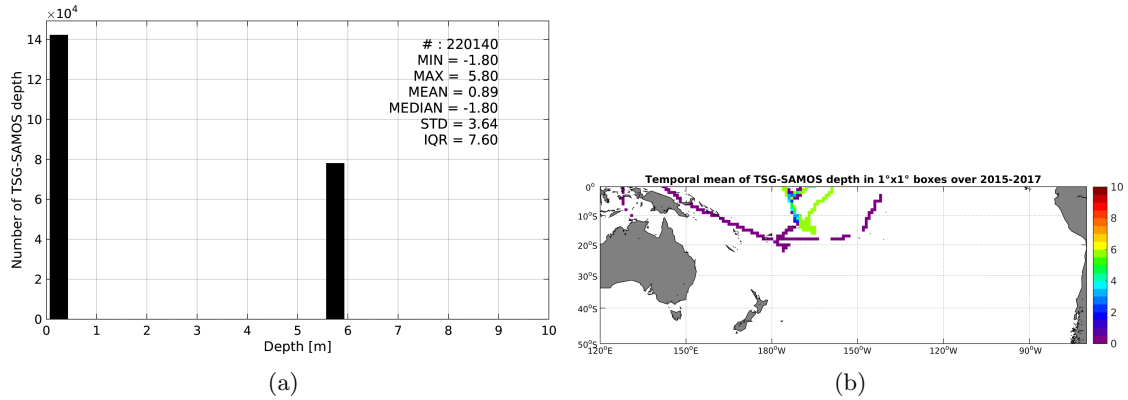 ×10⁴
14
12
10
8
6
4
2
0
Number of TSG-SAMOS depth
# : 220140
MIN = -1.80
MAX = 5.80
MEAN = 0.89
MEDIAN = -1.80
STD = 3.64
IQR = 7.60
0 1 2 3 4 5 6 7 8 9 10
Depth [m]
(a)
Temporal mean of TSG-SAMOS depth in 1°x1° boxes over 2015-2017
0°
10°S
20°S
30°S
40°S
50°S
120°E 150°E 180°W 150°W 120°W 90°W
10
8
6
4
2
0
(b)